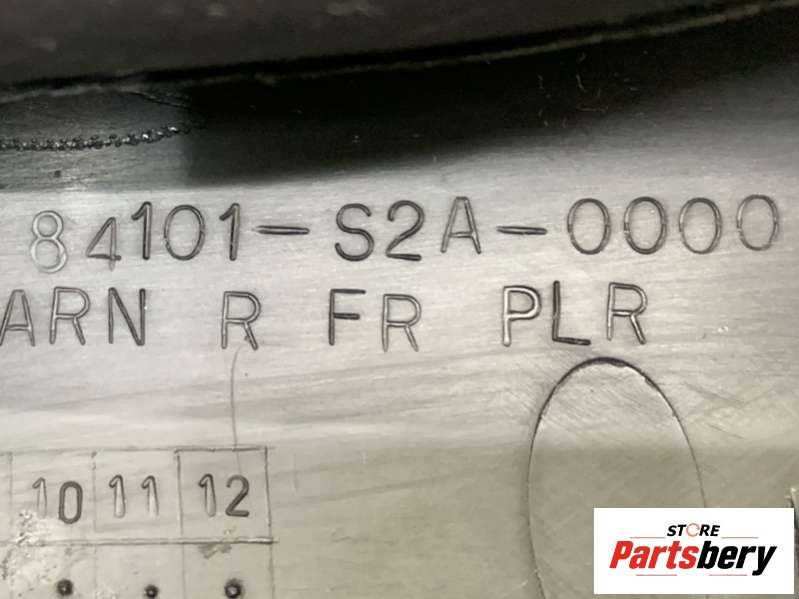 84101-S2A-0000
ARN R FR PLR
10 11 12
STORE
Partsbery